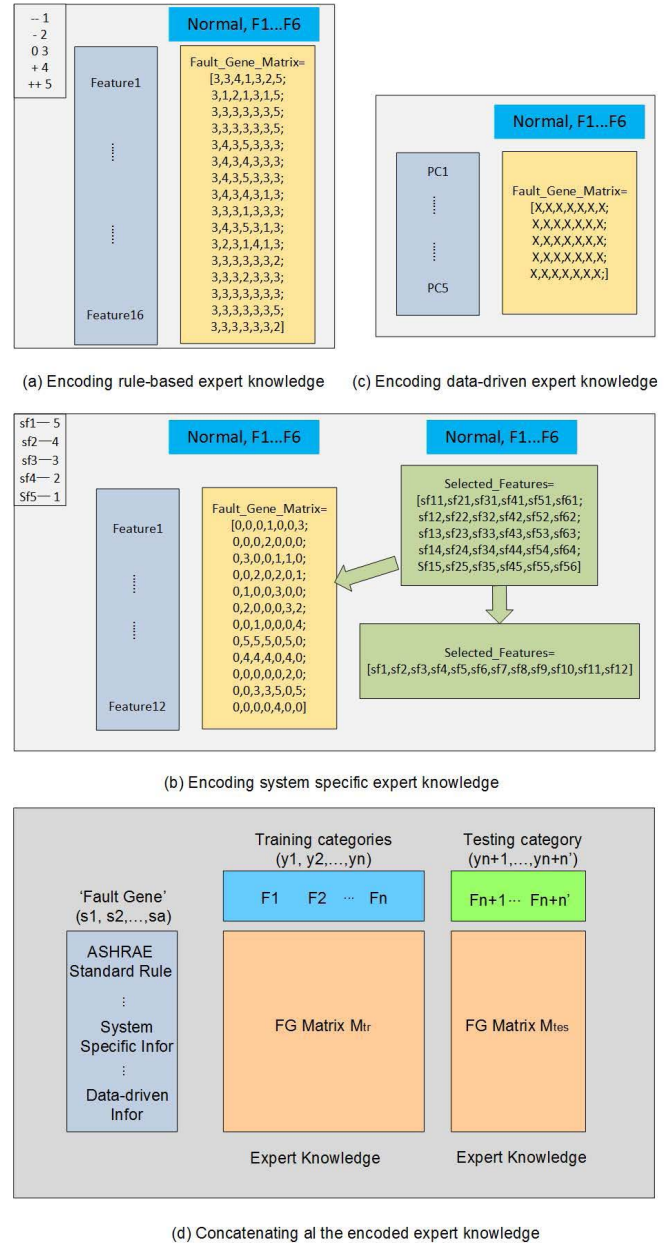 -- 1
- 2
0 3
+ 4
++ 5
Normal, F1...F6
Feature1
Feature16
Fault_Gene_Matrix=
[3,3,4,1,3,2,5;
3,1,2,1,3,1,5;
3,3,3,3,3,3,5;
3,3,3,3,3,3,5;
3,4,3,5,3,3,3;
3,4,3,4,3,3,3;
3,4,3,5,3,3,3;
3,4,3,4,3,1,3;
3,3,3,1,3,3,3;
3,4,3,5,3,1,3;
3,2,3,1,4,1,3;
3,3,3,3,3,3,2;
3,3,3,2,3,3,3;
3,3,3,3,3,3,3;
3,3,3,3,3,3,5;
3,3,3,3,3,3,2]
(a) Encoding rule-based expert knowledge
Normal, F1...F6
PC1
PC5
Fault_Gene_Matrix=
[X,X,X,X,X,X,X;
X,X,X,X,X,X,X;
X,X,X,X,X,X,X;
X,X,X,X,X,X,X;
X,X,X,X,X,X,X;]
(c) Encoding data-driven expert knowledge
sf1—5
sf2—4
sf3—3
sf4—2
Sf5—1
Normal, F1...F6
Normal, F1...F6
Feature1
Feature12
Fault_Gene_Matrix=
[0,0,0,1,0,0,3;
0,0,0,2,0,0,0;
0,3,0,0,1,1,0;
0,0,2,0,2,0,1;
0,1,0,0,3,0,0;
0,2,0,0,0,3,2;
0,0,1,0,0,0,4;
0,5,5,5,0,5,0;
0,4,4,4,0,4,0;
0,0,0,0,0,2,0;
0,0,3,3,5,0,5;
0,0,0,0,4,0,0]
Selected_Features=
[sf11,sf21,sf31,sf41,sf51,sf61;
sf12,sf22,sf32,sf42,sf52,sf62;
sf13,sf23,sf33,sf43,sf53,sf63;
sf14,sf24,sf34,sf44,sf54,sf64;
Sf15,sf25,sf35,sf45,sf55,sf56]
Selected_Features=
[sf1,sf2,sf3,sf4,sf5,sf6,sf7,sf8,sf9,sf10,sf11,sf12]
(b) Encoding system specific expert knowledge
Training categories
(y1, y2,...,yn)
Testing category
(yn+1,...,yn+n')
'Fault Gene'
(s1, s2,...,sa)
F1 F2 ... Fn
Fn+1... Fn+n'
ASHRAE
Standard Rule
System
Specific Infor
Data-driven
Infor
FG Matrix Mtr
FG Matrix Mtes
Expert Knowledge
Expert Knowledge
(d) Concatenating al the encoded expert knowledge